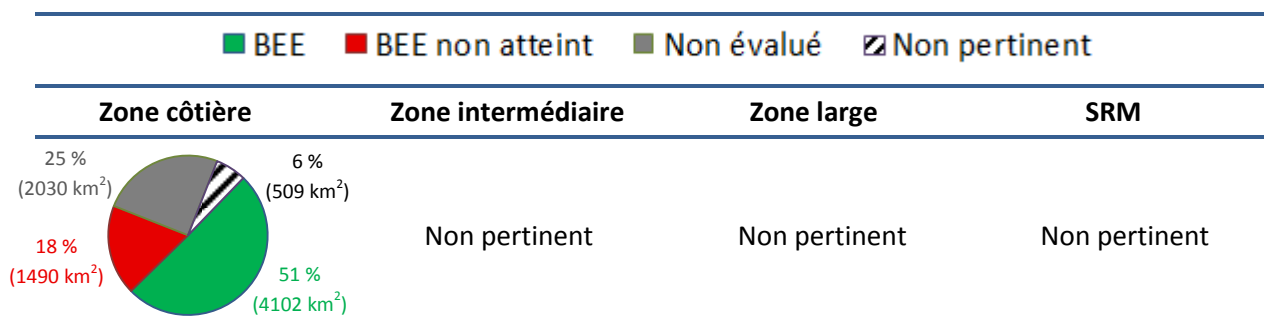 BEE BEE non atteint Non évalué Non pertinent
Zone côtière Zone intermédiaire Zone large SRM
25 %
(2030 km²)
6 %
(509 km²)
18 %
(1490 km²)
51 %
(4102 km²)
Non pertinent Non pertinent Non pertinent